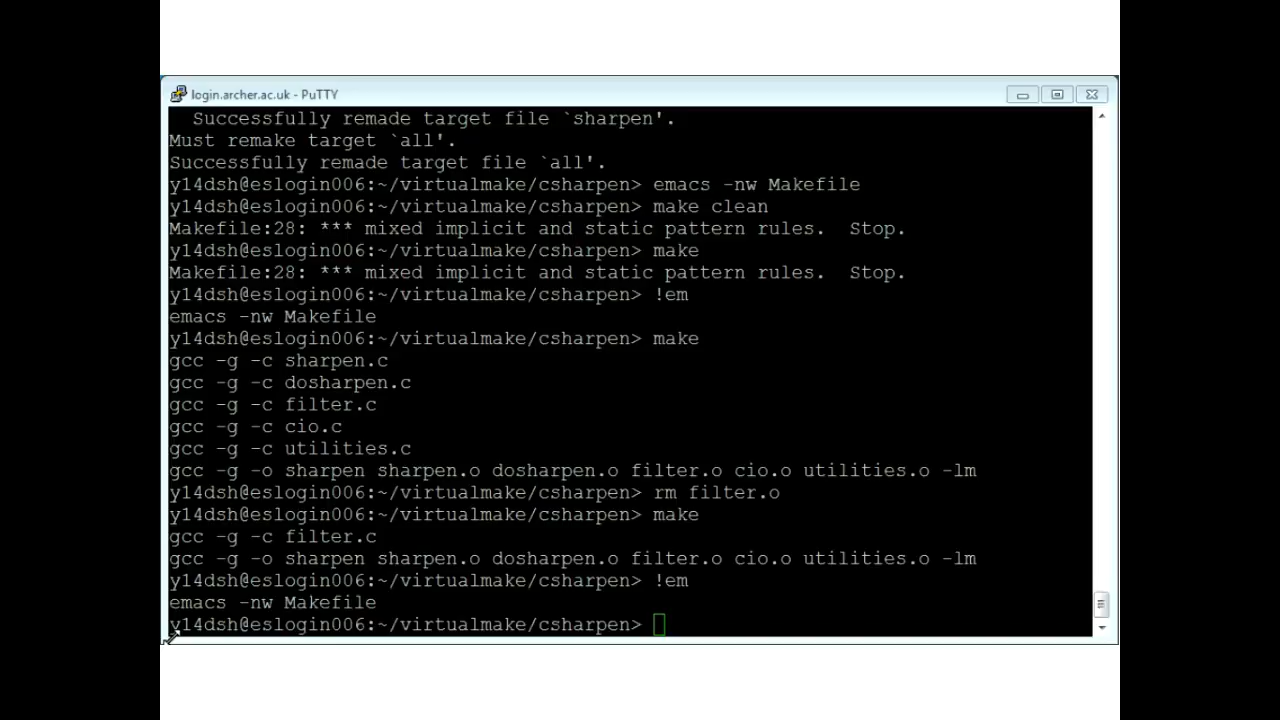 login.archer.ac.uk - PuTTY
Successfully remade target file `sharpen'.
Must remake target `all'.
Successfully remade target file `all'.
y14dsh@eslogin006:~/virtualmake/csharpen> emacs -nw Makefile
y14dsh@eslogin006:~/virtualmake/csharpen> make clean
Makefile:28: *** mixed implicit and static pattern rules.  Stop.
y14dsh@eslogin006:~/virtualmake/csharpen> make
Makefile:28: *** mixed implicit and static pattern rules.  Stop.
y14dsh@eslogin006:~/virtualmake/csharpen> !em
emacs -nw Makefile
y14dsh@eslogin006:~/virtualmake/csharpen> make
gcc -g -c sharpen.c
gcc -g -c dosharpen.c
gcc -g -c filter.c
gcc -g -c cio.c
gcc -g -c utilities.c
gcc -g -o sharpen sharpen.o dosharpen.o filter.o cio.o utilities.o -lm
y14dsh@eslogin006:~/virtualmake/csharpen> rm filter.o
y14dsh@eslogin006:~/virtualmake/csharpen> make
gcc -g -c filter.c
gcc -g -o sharpen sharpen.o dosharpen.o filter.o cio.o utilities.o -lm
y14dsh@eslogin006:~/virtualmake/csharpen> !em
emacs -nw Makefile
y14dsh@eslogin006:~/virtualmake/csharpen>